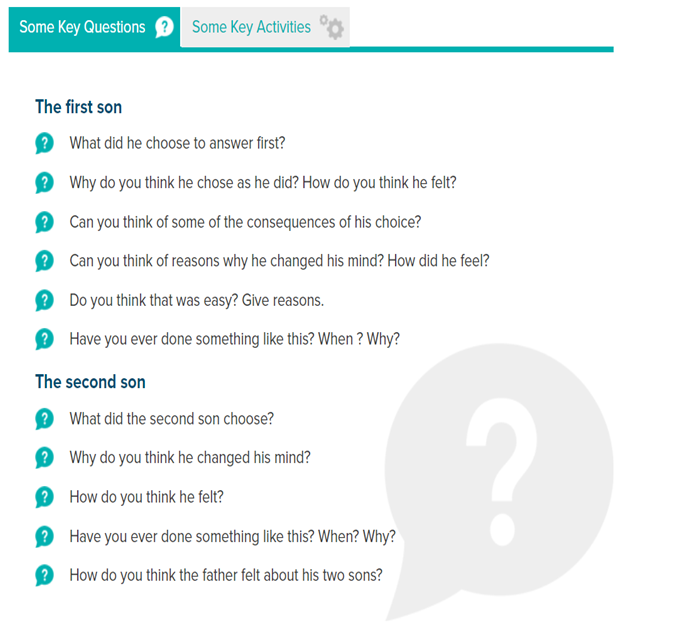 Some Key Questions
Some Key Activities
The first son
What did he choose to answer first?
Why do you think he chose as he did? How do you think he felt?
Can you think of some of the consequences of his choice?
Can you think of reasons why he changed his mind? How did he feel?
Do you think that was easy? Give reasons.
Have you ever done something like this? When ? Why?
The second son
What did the second son choose?
Why do you think he changed his mind?
How do you think he felt?
Have you ever done something like this? When? Why?
How do you think the father felt about his two sons?